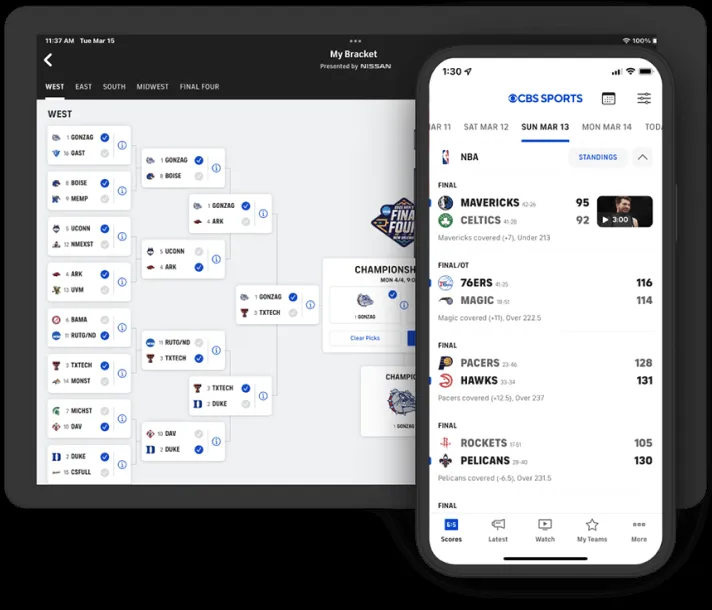 11:37 AM Tue Mar 15
100%
My Bracket
Presented by NISSAN
WEST EAST SOUTH MIDWEST FINAL FOUR
WEST
1 GONZAG
16 GAST
8 BOISE
9 MEMP
5 UCONN
12 NMEXST
4 ARK
13 UVM
6 BAMA
11 RUTG/ND
3 TXTECH
14 MONST
7 MICHST
10 DAV
2 DUKE
15 CSFULL
1 GONZAG
8 BOISE
5 UCONN
4 ARK
11 RUTG/ND
3 TXTECH
10 DAV
2 DUKE
1 GONZAG
4 ARK
3 TXTECH
2 DUKE
1 GONZAG
3 TXTECH
FINAL
FOUR
CHAMPIONSH
MON 4/4, 9:0
1 GONZAG
Clear Picks
CHAMPIO
1 GONZAG
1:30
CBS SPORTS
AR 11 SAT MAR 12 SUN MAR 13 MON MAR 14 TODA
NBA STANDINGS
FINAL
MAVERICKS 42-26 95
CELTICS 41-28 92
3:00
Mavericks covered (+7), Under 213
FINAL/OT
76ERS 41-25 116
MAGIC 18-51 114
Magic covered (+11), Over 222.5
FINAL
PACERS 23-46 128
HAWKS 33-34 131
Pacers covered (+12.5), Over 237
FINAL
ROCKETS 17-51 105
PELICANS 28-40 130
Pelicans covered (-6.5), Over 231.5
FINAL
Scores Latest Watch My Teams More